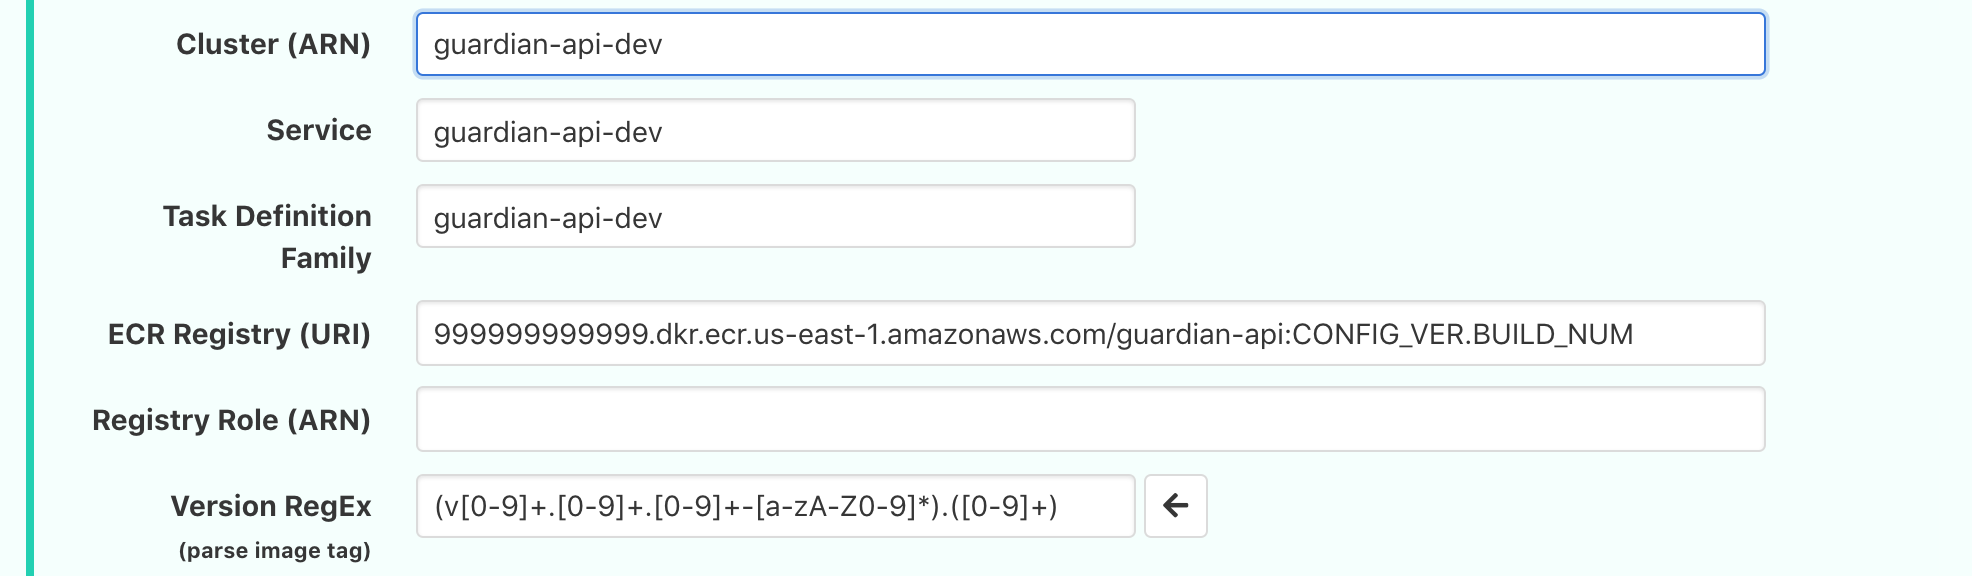 Cluster (ARN) guardian-api-dev
Service guardian-api-dev
Task Definition Family guardian-api-dev
ECR Registry (URI) 999999999999.dkr.ecr.us-east-1.amazonaws.com/guardian-api:CONFIG_VER.BUILD_NUM
Registry Role (ARN)
Version RegEx (v[0-9]+.[0-9]+.[0-9]+-[a-zA-Z0-9]*).([0-9]+)
(parse image tag)